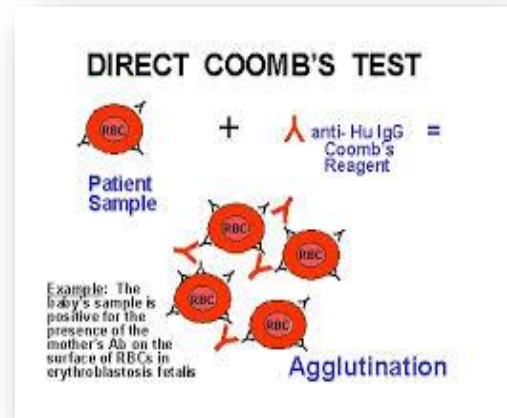 DIRECT COOMB'S TEST
RBC
+
anti- Hu IgG
Coomb's
Reagent
=
Patient
Sample
RBC
RBC
RBC
RBC
Example: The
baby's sample is
positive for the
presence of the
mother's Ab on the
surface of RBCs in
erythroblastosis fetalis
Agglutination